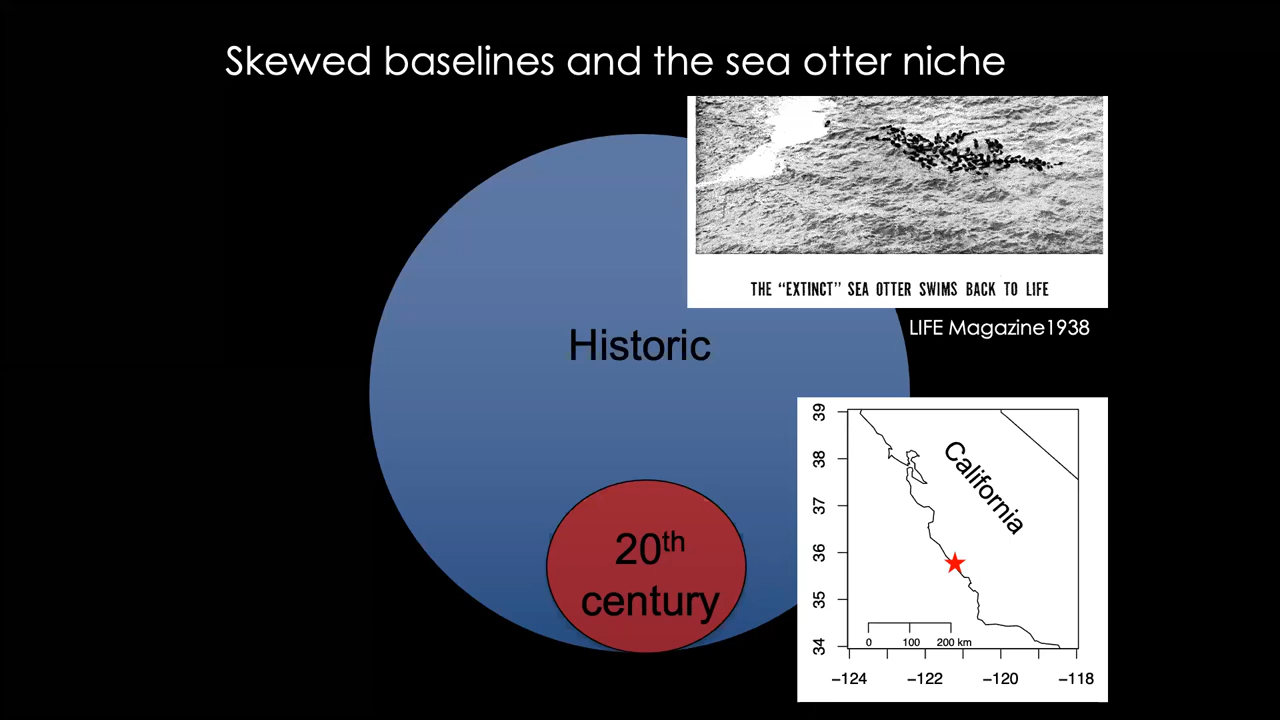 Skewed baselines and the sea otter niche
THE “EXTINCT” SEA OTTER SWIMS BACK TO LIFE
LIFE Magazine1938
Historic
20th
century
California
39
38
37
36
35
34
0 100 200 km
−124 −122 −120 −118